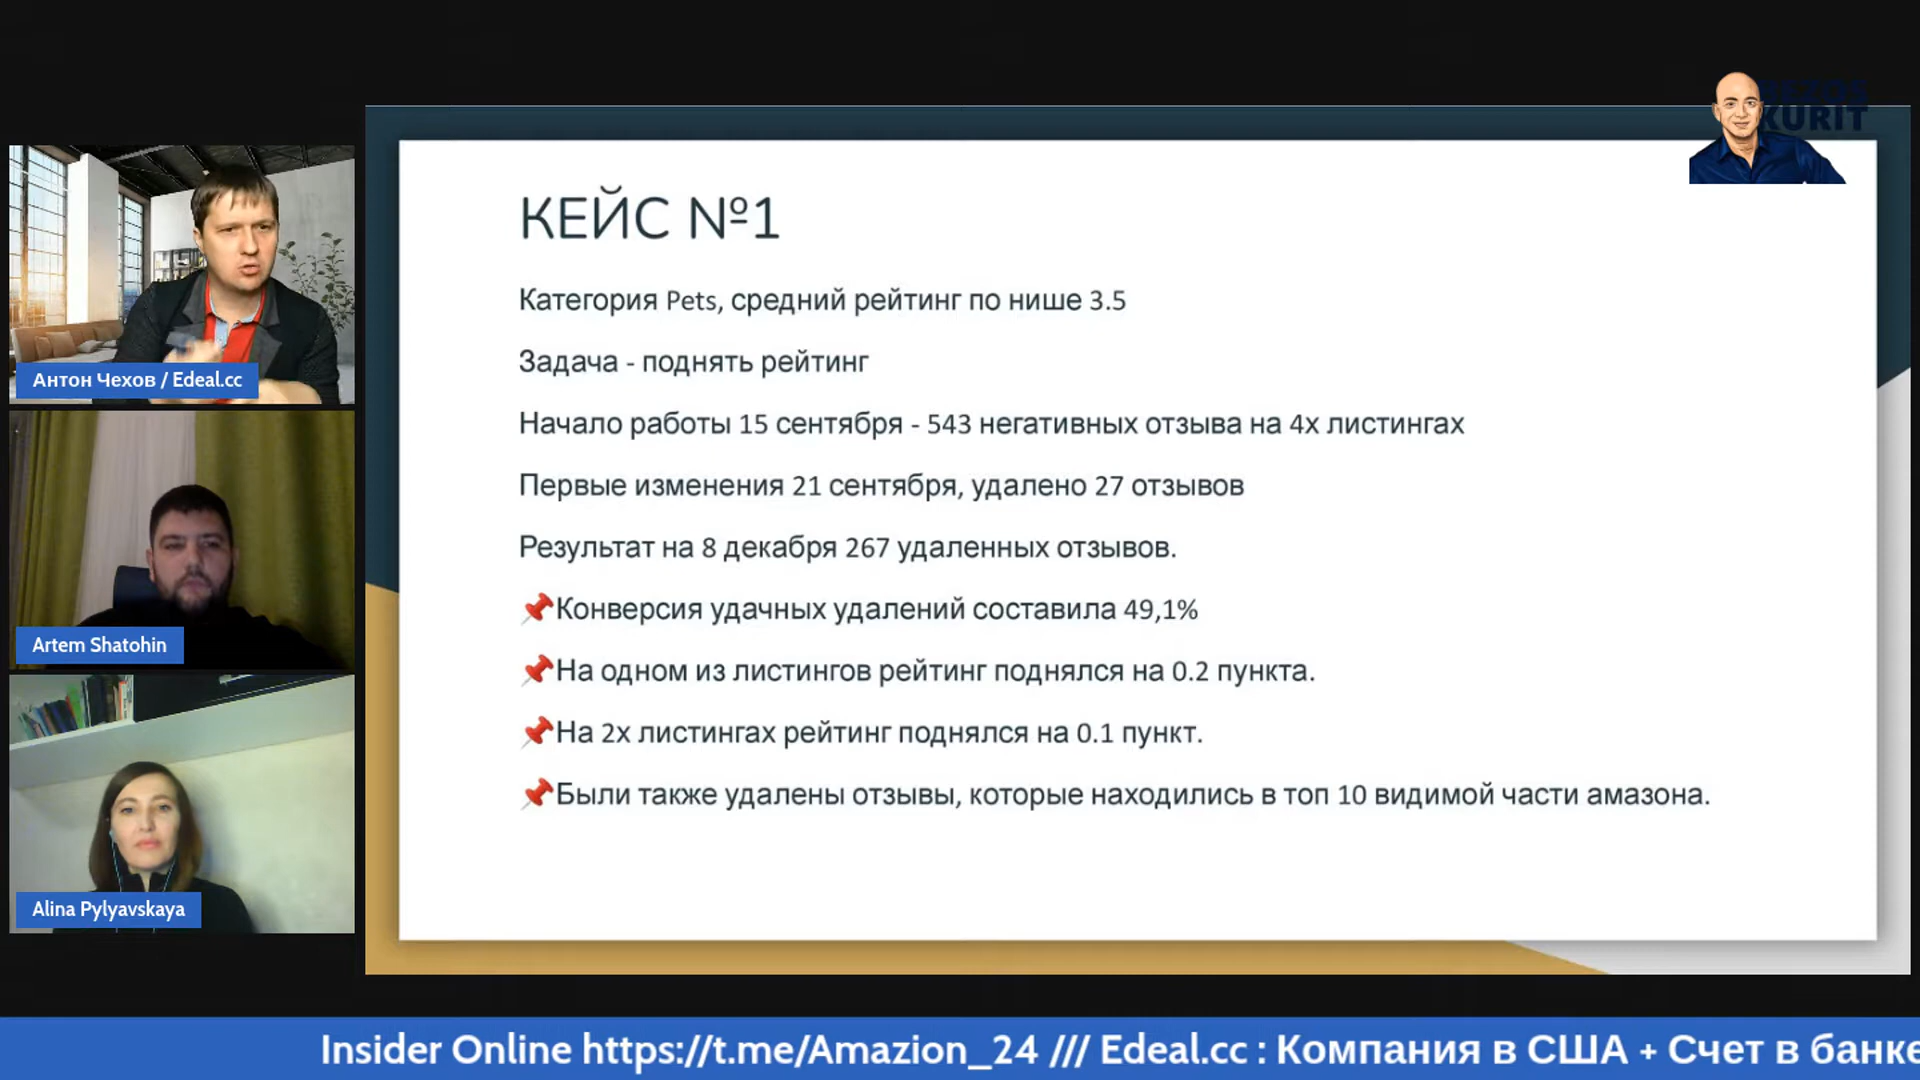 BEZOS
KURIT
КЕЙС №1
Категория Pets, средний рейтинг по нише 3.5
Задача - поднять рейтинг
Начало работы 15 сентября - 543 негативных отзыва на 4х листингах
Первые изменения 21 сентября, удалено 27 отзывов
Результат на 8 декабря 267 удаленных отзывов.
📌Конверсия удачных удалений составила 49,1%
📌На одном из листингов рейтинг поднялся на 0.2 пункта.
📌На 2х листингах рейтинг поднялся на 0.1 пункт.
📌Были также удалены отзывы, которые находились в топ 10 видимой части амазона.
Антон Чехов / Edeal.cc
Artem Shatohin
Alina Pylyavskaya
Insider Online https://t.me/Amazion_24 /// Edeal.cc : Компания в США + Счет в банке